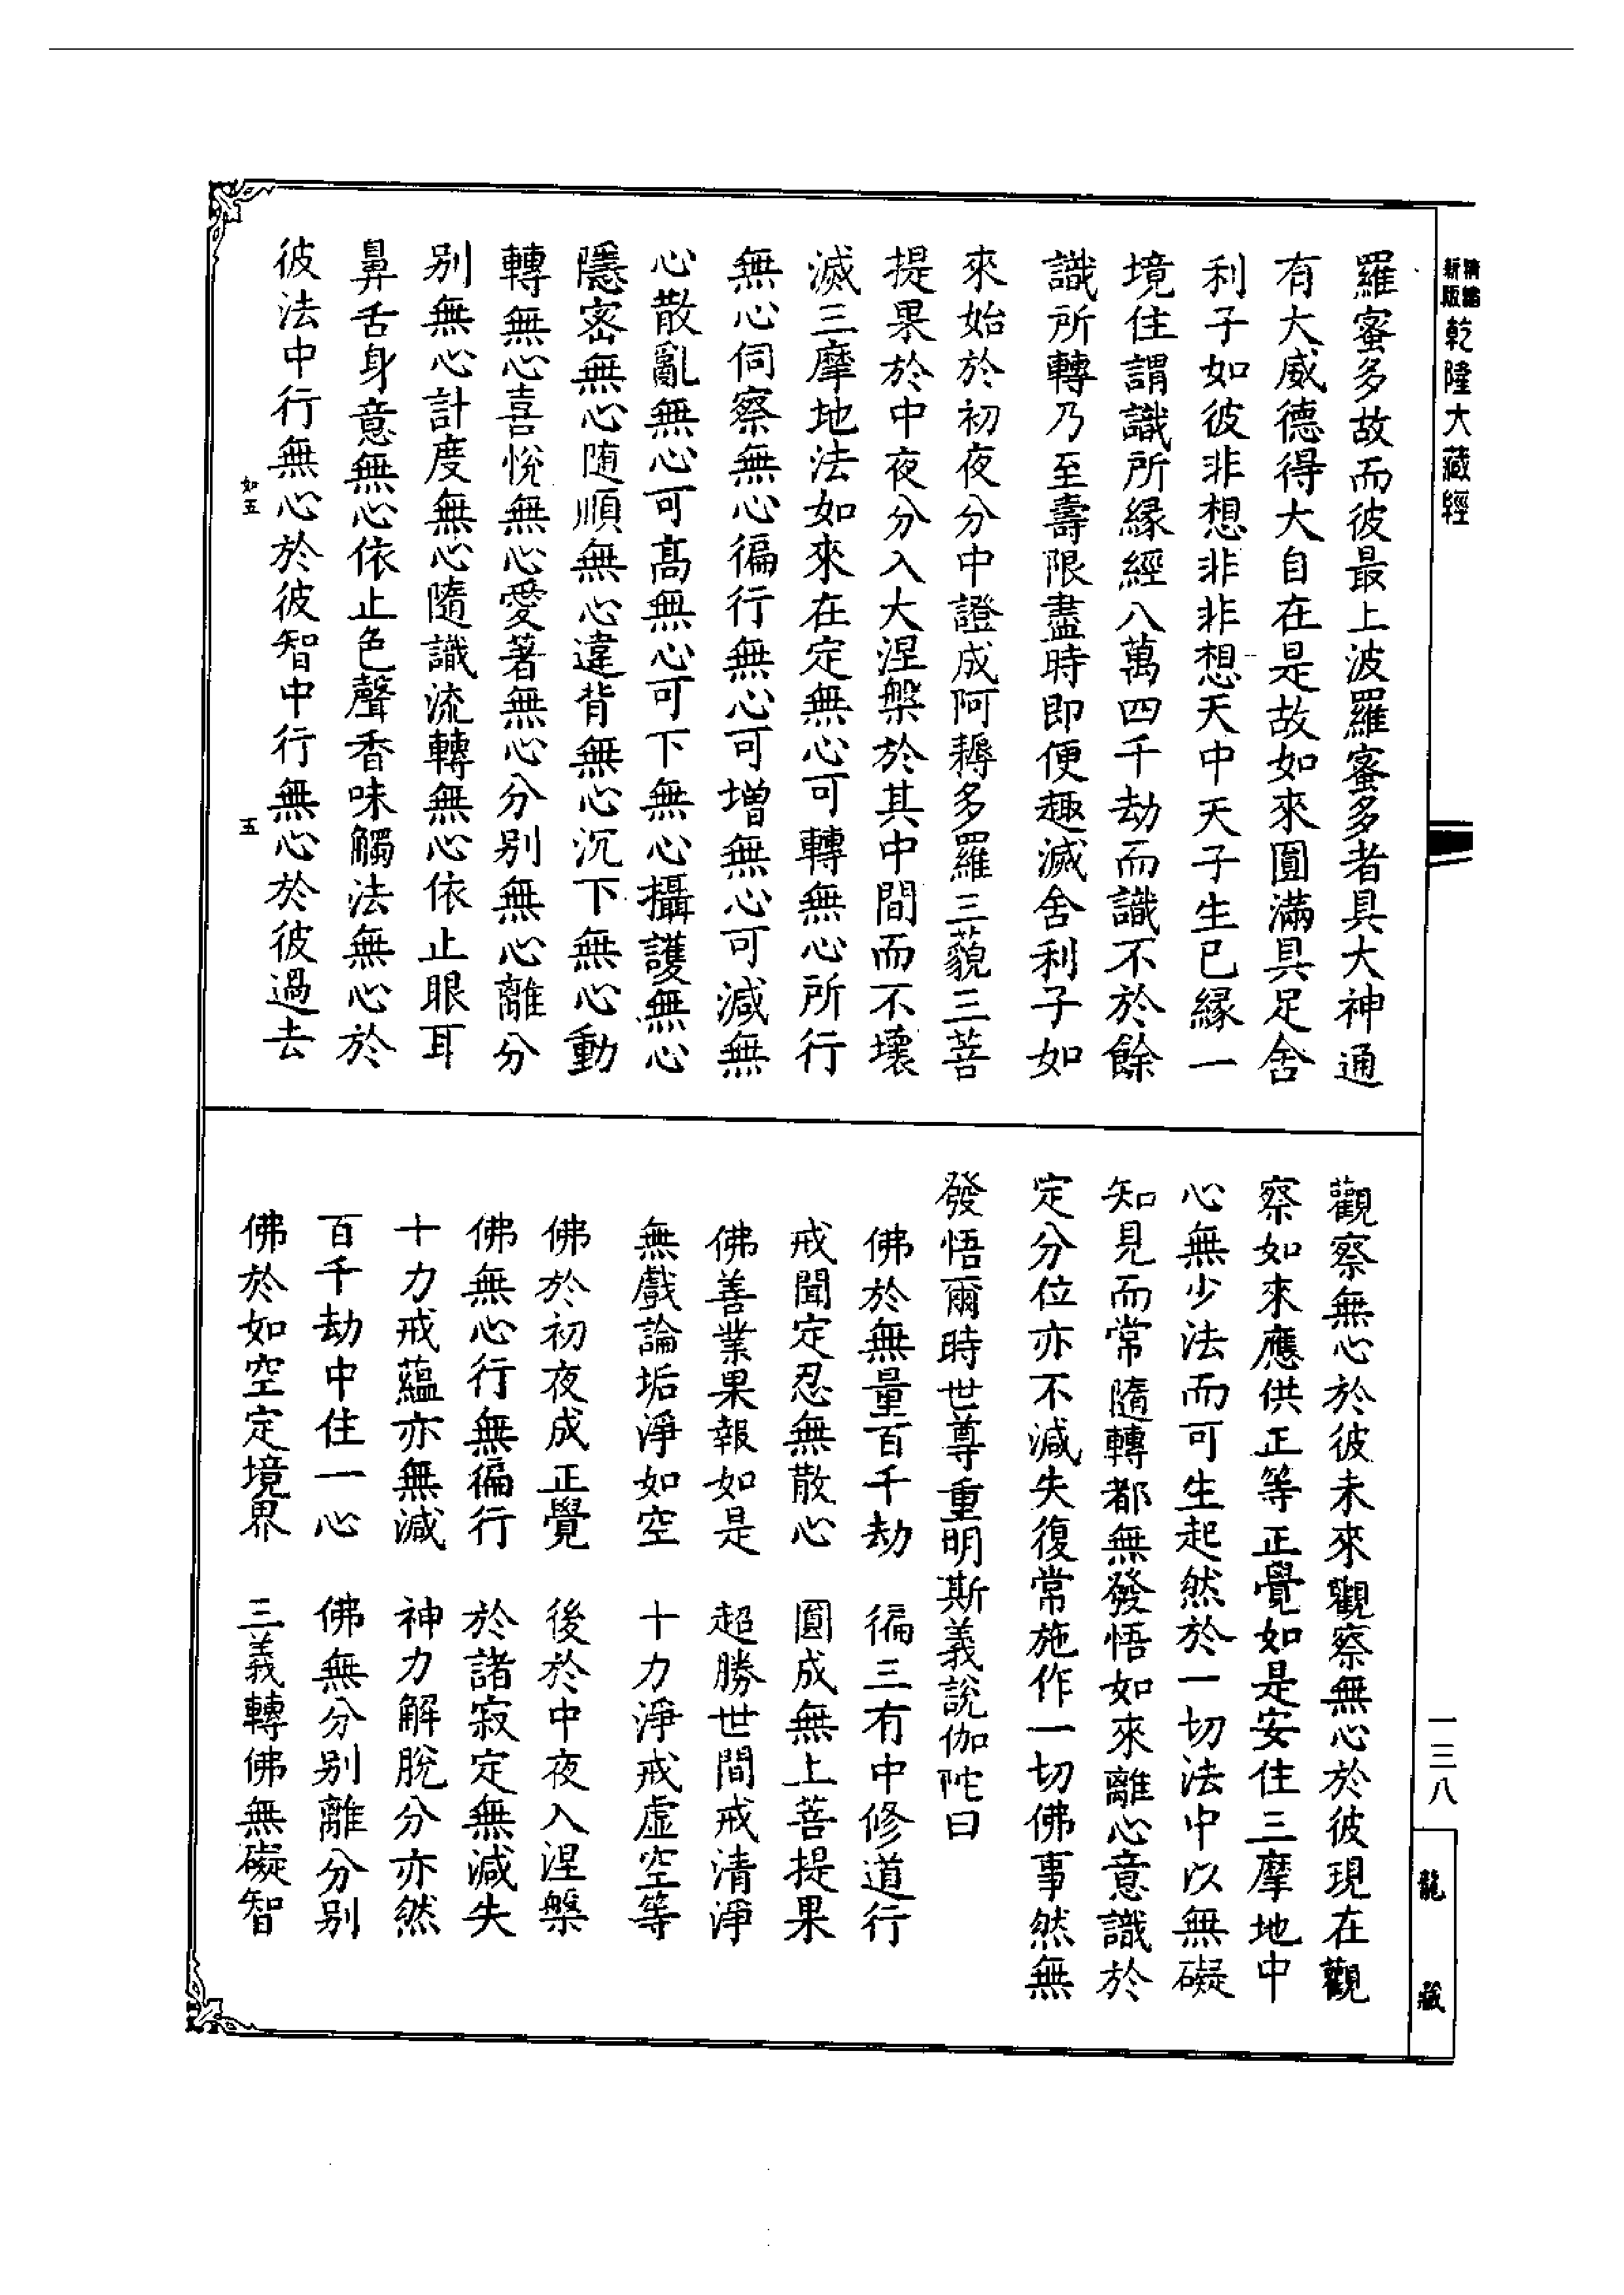 新版
精縮
乾隆大藏經
羅蜜多故而彼最上波羅蜜多者具大神通
有大威德得大自在是故如來圓滿具足舍
利子如彼非想非非想天中天子生已緣一
境住謂識所緣經八萬四千劫而識不於餘
識所轉乃至壽限盡時即便趣滅舍利子如
來始於初夜分中證成阿耨多羅三藐三菩
提果於中夜分入大涅槃於其中間而不壞
滅三摩地法如來在定無心可轉無心所行
無心伺察無心徧行無心可增無心可減無
心散亂無心可高無心可下無心攝護無心
隱密無心隨順無心違背無心沉下無心動
轉無心喜悅無心愛著無心分别無心離分
别無心計度無心隨識流轉無心依止眼耳
鼻舌身意無心依止色聲香味觸法無心於
彼法中行無心於彼智中行無心於彼過去
如五
五
觀察無心於彼未來觀察無心於彼現在觀
察如來應供正等正覺如是安住三摩地中
心無少法而可生起然於一切法中以無礙
知見而常隨轉都無發悟如來離心意識於
定分位亦不減失復常施作一切佛事然無
發悟爾時世尊重明斯義說伽陀曰
佛於無量百千劫　徧三有中修道行
戒聞定忍無散心　圓成無上菩提果
佛善業果報如是　超勝世間戒清淨
無戲論垢淨如空　十力淨戒虛空等
佛於初夜成正覺　後於中夜入涅槃
佛無心行無徧行　於諸寂定無減失
十力戒蘊亦無減　神力解脫分亦然
百千劫中住一心　佛無分别離分别
佛於如空定境界　三義轉佛無礙智
一三八
龍藏